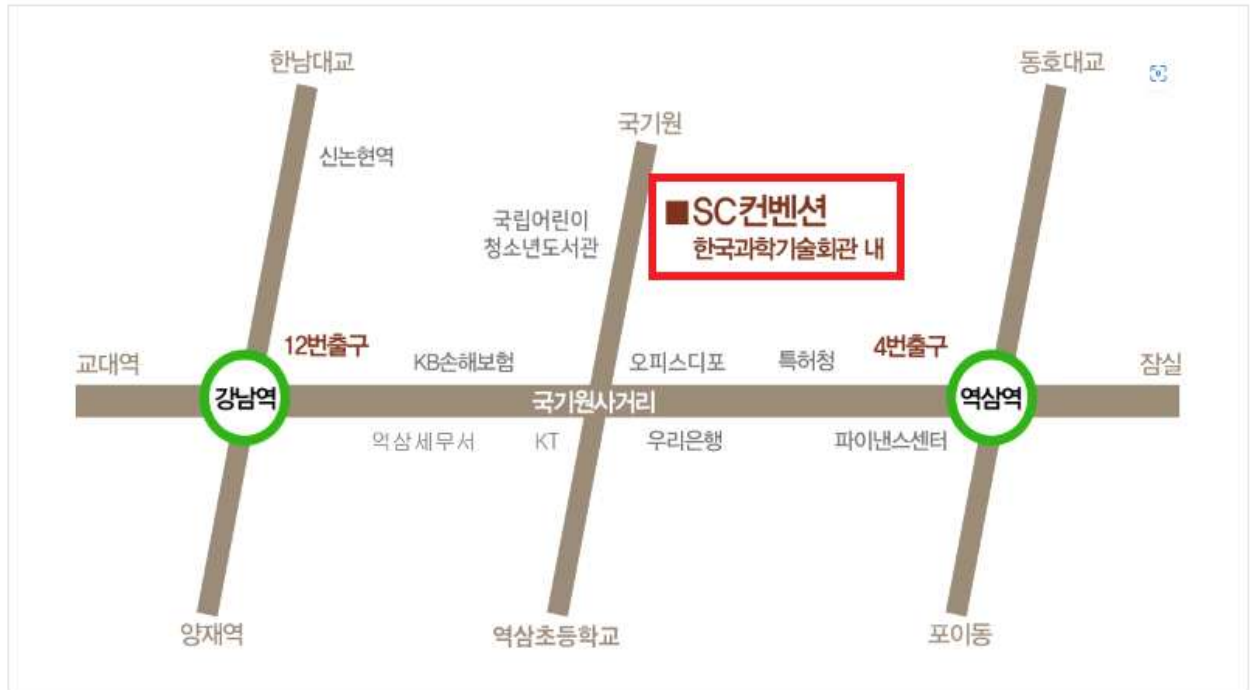 한남대교
동호대교
국기원
신논현역
■SC컨벤션
한국과학기술회관 내
국립어린이
청소년도서관
12번출구
4번출구
교대역
KB손해보험
오피스디포
특허청
잠실
강남역
국기원사거리
역삼역
역삼세무서
KT
우리은행
파이낸스센터
양재역
역삼초등학교
포이동